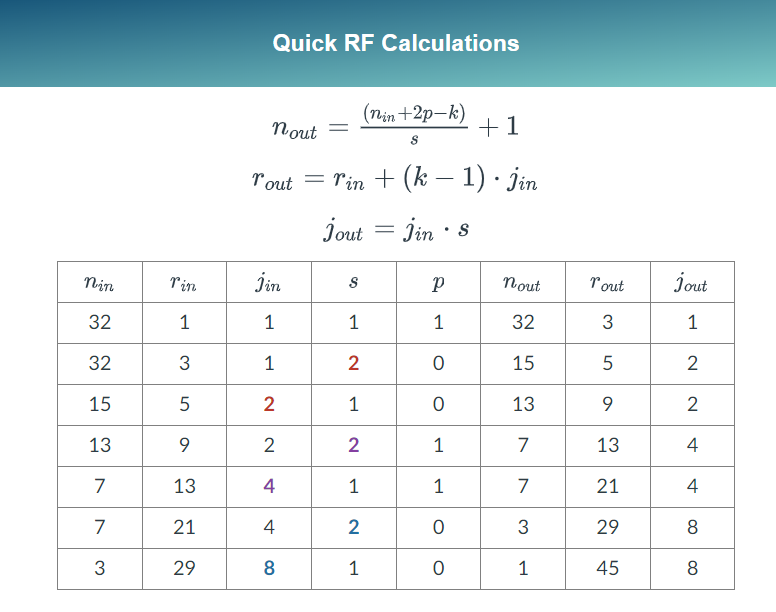 Quick RF Calculations
n_out = (n_in+2p−k)/s + 1
r_out = r_in + (k − 1) · j_in
j_out = j_in · s
n_in r_in j_in s p n_out r_out j_out
32 1 1 1 1 32 3 1
32 3 1 2 0 15 5 2
15 5 2 1 0 13 9 2
13 9 2 2 1 7 13 4
7 13 4 1 1 7 21 4
7 21 4 2 0 3 29 8
3 29 8 1 0 1 45 8